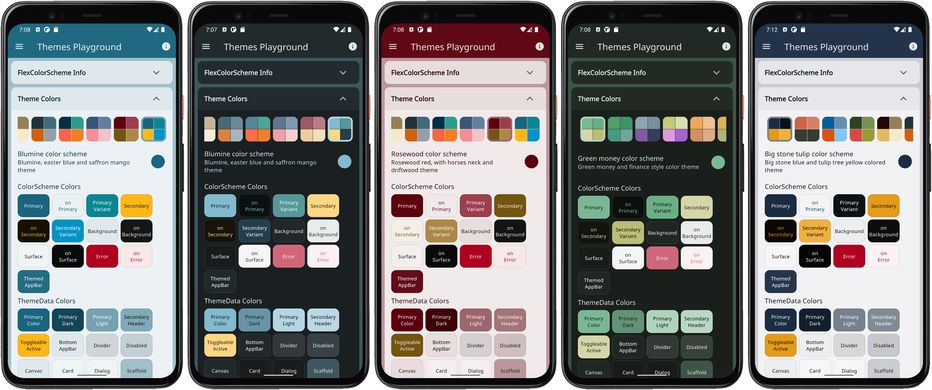 7:08
Themes Playground
FlexColorScheme Info
Theme Colors
Blumine color scheme
Blumine, easter blue and saffron mango
theme
ColorScheme Colors
Primary
on
Primary
Primary
Variant
Secondary
on
Secondary
Secondary
Variant
Background
on
Background
Surface
on
Surface
Error
on
Error
Themed
AppBar
ThemeData Colors
Primary
Color
Primary
Dark
Primary
Light
Secondary
Header
Toggleable
Active
Bottom
AppBar
Divider
Disabled
Canvas
Card
Dialog
Scaffold
7:07
Themes Playground
FlexColorScheme Info
Theme Colors
Blumine color scheme
Blumine, easter blue and saffron mango
theme
ColorScheme Colors
Primary
on
Primary
Primary
Variant
Secondary
on
Secondary
Secondary
Variant
Background
on
Background
Surface
on
Surface
Error
on
Error
Themed
AppBar
ThemeData Colors
Primary
Color
Primary
Dark
Primary
Light
Secondary
Header
Toggleable
Active
Bottom
AppBar
Divider
Disabled
Canvas
Card
Dialog
Scaffold
7:08
Themes Playground
FlexColorScheme Info
Theme Colors
Rosewood color scheme
Rosewood red, with horses neck and
driftwood theme
ColorScheme Colors
Primary
on
Primary
Primary
Variant
Secondary
on
Secondary
Secondary
Variant
Background
on
Background
Surface
on
Surface
Error
on
Error
Themed
AppBar
ThemeData Colors
Primary
Color
Primary
Dark
Primary
Light
Secondary
Header
Toggleable
Active
Bottom
AppBar
Divider
Disabled
Canvas
Card
Dialog
Scaffold
7:08
Themes Playground
FlexColorScheme Info
Theme Colors
Green money color scheme
Green money and finance style color theme
ColorScheme Colors
Primary
on
Primary
Primary
Variant
Secondary
on
Secondary
Secondary
Variant
Background
on
Background
Surface
on
Surface
Error
on
Error
Themed
AppBar
ThemeData Colors
Primary
Color
Primary
Dark
Primary
Light
Secondary
Header
Toggleable
Active
Bottom
AppBar
Divider
Disabled
Canvas
Card
Dialog
Scaffold
7:12
Themes Playground
FlexColorScheme Info
Theme Colors
Big stone tulip color scheme
Big stone blue and tulip tree yellow colored
theme
ColorScheme Colors
Primary
on
Primary
Primary
Variant
Secondary
on
Secondary
Secondary
Variant
Background
on
Background
Surface
on
Surface
Error
on
Error
Themed
AppBar
ThemeData Colors
Primary
Color
Primary
Dark
Primary
Light
Secondary
Header
Toggleable
Active
Bottom
AppBar
Divider
Disabled
Canvas
Card
Dialog
Scaffold